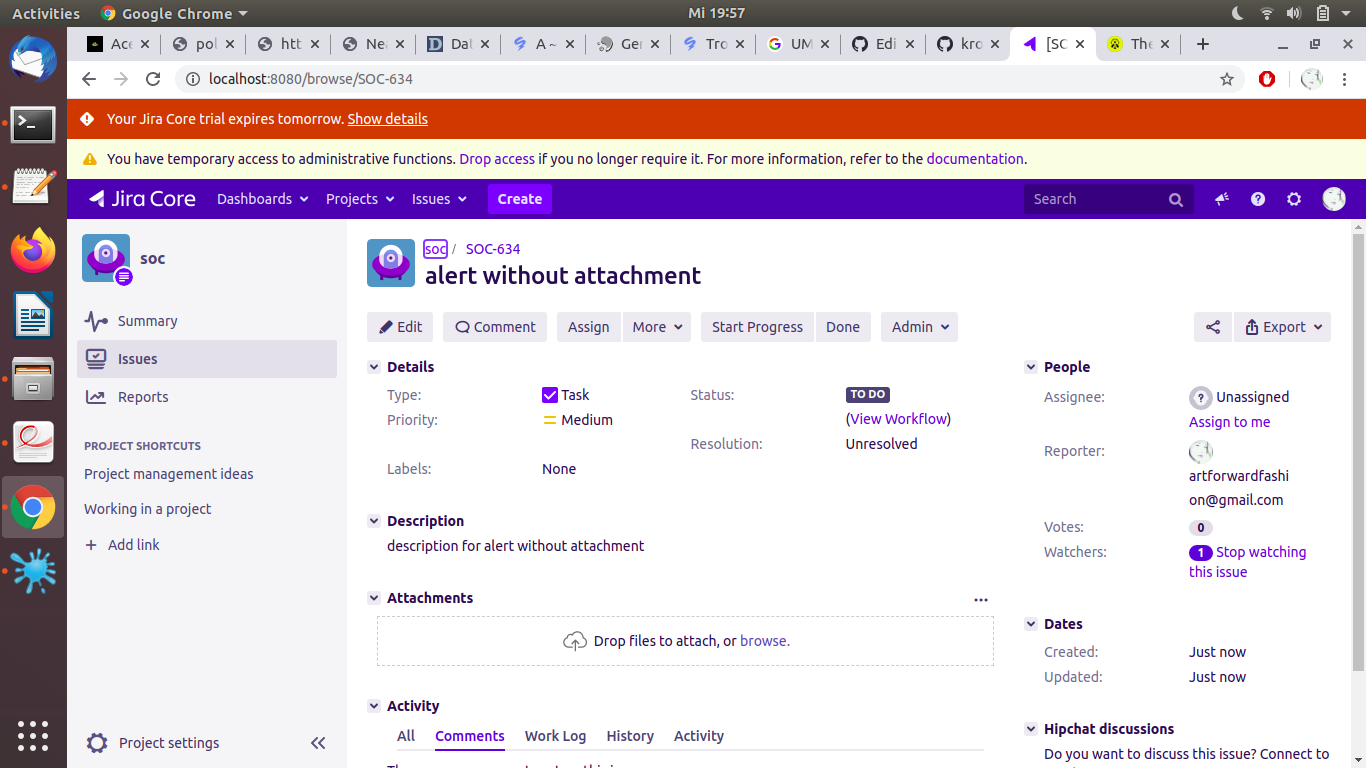 Activities Google Chrome Mi 19:57
Ace pol htt Nea Dat A ~ Ger Tro UM Edi kro [SC The
localhost:8080/browse/SOC-634
Your Jira Core trial expires tomorrow. Show details
You have temporary access to administrative functions. Drop access if you no longer require it. For more information, refer to the documentation.
Jira Core Dashboards Projects Issues Create Search
soc
Summary
Issues
Reports
PROJECT SHORTCUTS
Project management ideas
Working in a project
+ Add link
Project settings
soc / SOC-634
alert without attachment
Edit Comment Assign More Start Progress Done Admin Export
Details
Type: Task
Priority: Medium
Labels: None
Status: TO DO
(View Workflow)
Resolution: Unresolved
Description
description for alert without attachment
Attachments
Drop files to attach, or browse.
Activity
All Comments Work Log History Activity
People
Assignee: Unassigned
Assign to me
Reporter:
artforwardfashi
on@gmail.com
Votes: 0
Watchers: 1 Stop watching
this issue
Dates
Created: Just now
Updated: Just now
Hipchat discussions
Do you want to discuss this issue? Connect to